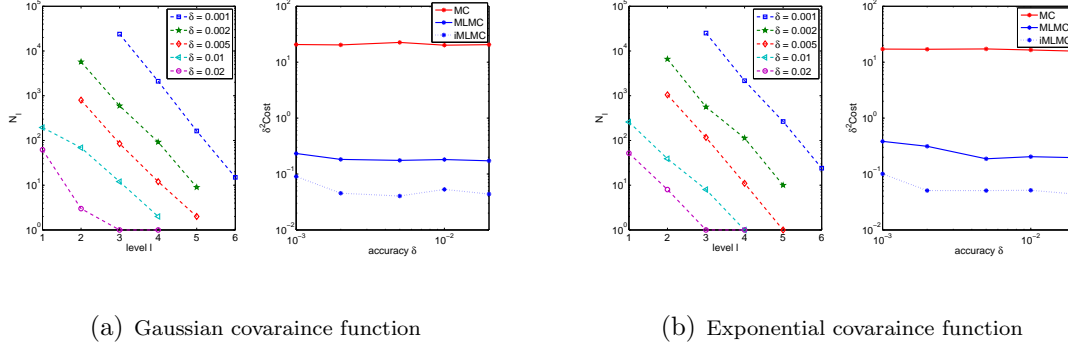 10^5
10^4
10^3
10^2
10^1
10^0
N_l
1 2 3 4 5 6
level l
δ = 0.001
δ = 0.002
δ = 0.005
δ = 0.01
δ = 0.02
10^2
10^1
10^0
10^-1
10^-2
δ^2Cost
10^-3 10^-2
accuracy δ
MC
MLMC
iMLMC
(a) Gaussian covaraince function
10^5
10^4
10^3
10^2
10^1
10^0
N_l
1 2 3 4 5 6
level l
δ = 0.001
δ = 0.002
δ = 0.005
δ = 0.01
δ = 0.02
10^2
10^1
10^0
10^-1
10^-2
δ^2Cost
10^-3 10^-2
accuracy δ
MC
MLMC
iMLMC
(b) Exponential covaraince function